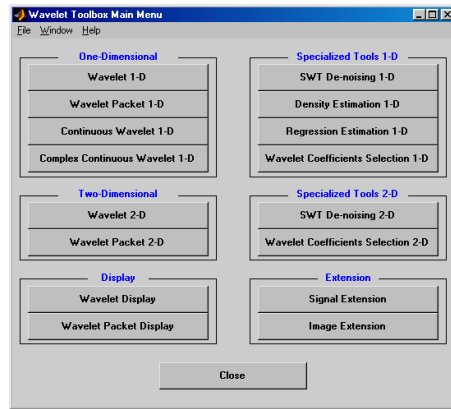 Wavelet Toolbox Main Menu
File Window Help
One-Dimensional
Wavelet 1-D
Wavelet Packet 1-D
Continuous Wavelet 1-D
Complex Continuous Wavelet 1-D
Specialized Tools 1-D
SWT De-noising 1-D
Density Estimation 1-D
Regression Estimation 1-D
Wavelet Coefficients Selection 1-D
Two-Dimensional
Wavelet 2-D
Wavelet Packet 2-D
Specialized Tools 2-D
SWT De-noising 2-D
Wavelet Coefficients Selection 2-D
Display
Wavelet Display
Wavelet Packet Display
Extension
Signal Extension
Image Extension
Close